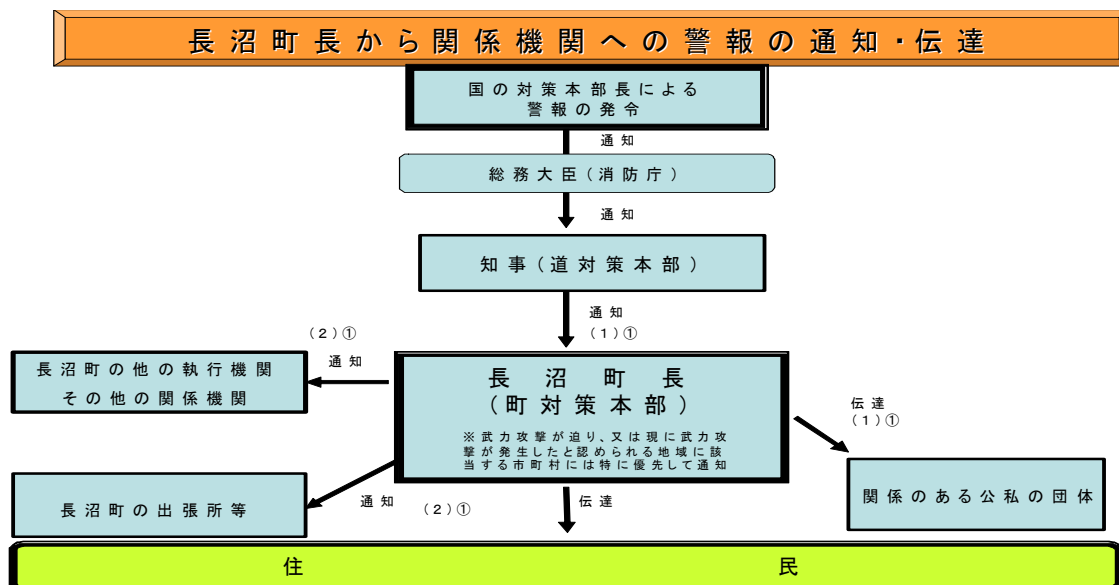 長沼町長から関係機関への警報の通知・伝達
国の対策本部長による
警報の発令
通知
総務大臣(消防庁)
通知
知事(道対策本部)
通知
(1)①
(2)①
通知
長沼町の他の執行機関
その他の関係機関
長沼町長
(町対策本部)
※武力攻撃が迫り、又は現に武力攻
撃が発生したと認められる地域に該
当する市町村には特に優先して通知
伝達
(1)①
関係のある公私の団体
長沼町の出張所等
通知 (2)①
伝達
住民